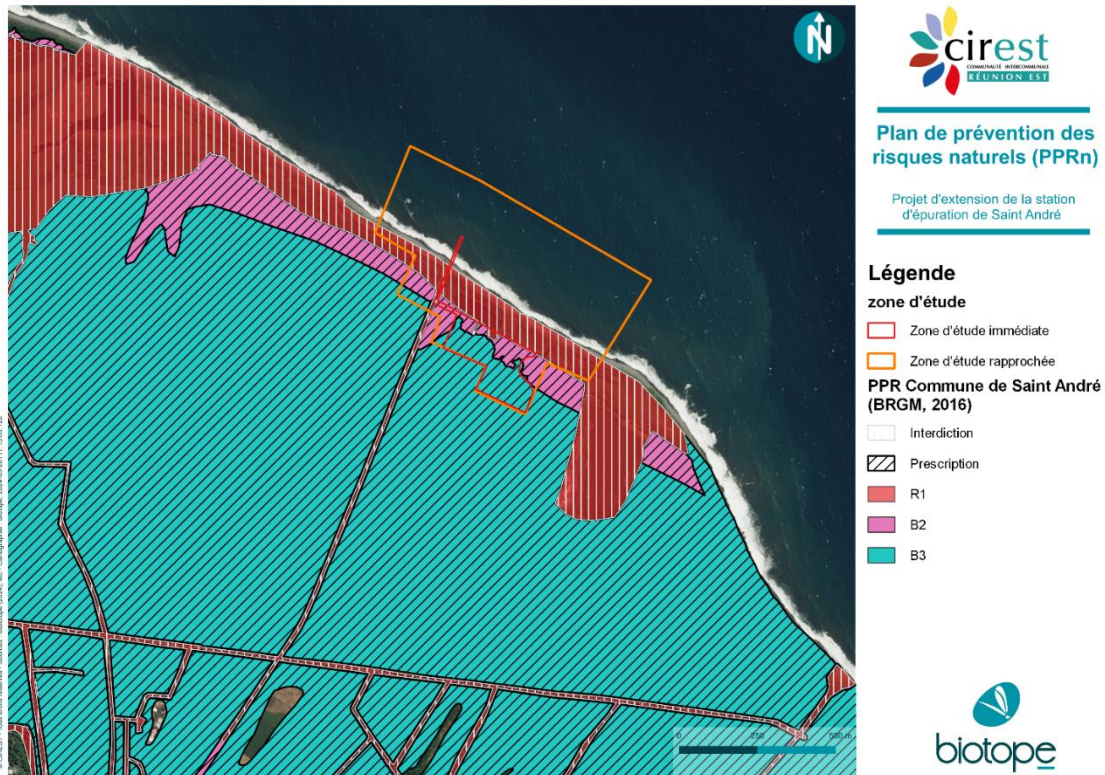 N
cirest
COMMUNAUTÉ INTERCOMMUNALE
RÉUNION EST
Plan de prévention des
risques naturels (PPRn)
Projet d'extension de la station
d'épuration de Saint André
Légende
zone d'étude
Zone d'étude immédiate
Zone d'étude rapprochée
PPR Commune de Saint André
(BRGM, 2016)
Interdiction
Prescription
R1
B2
B3
0 250 500 m
biotope